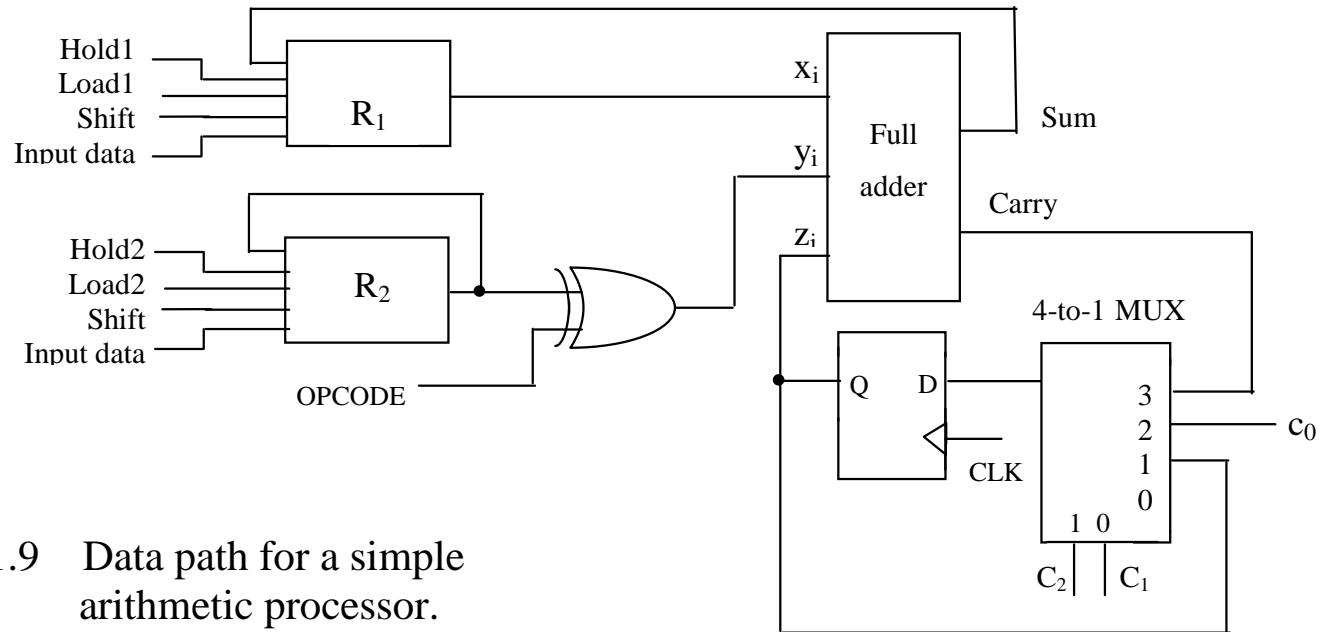 Hold1
Load1
Shift
Input data
R1
xi
yi
zi
Full
adder
Sum
Carry
Hold2
Load2
Shift
Input data
R2
OPCODE
Q D
CLK
4-to-1 MUX
3
2
1
0
c0
1 0
C2 C1
.9 Data path for a simple
arithmetic processor.